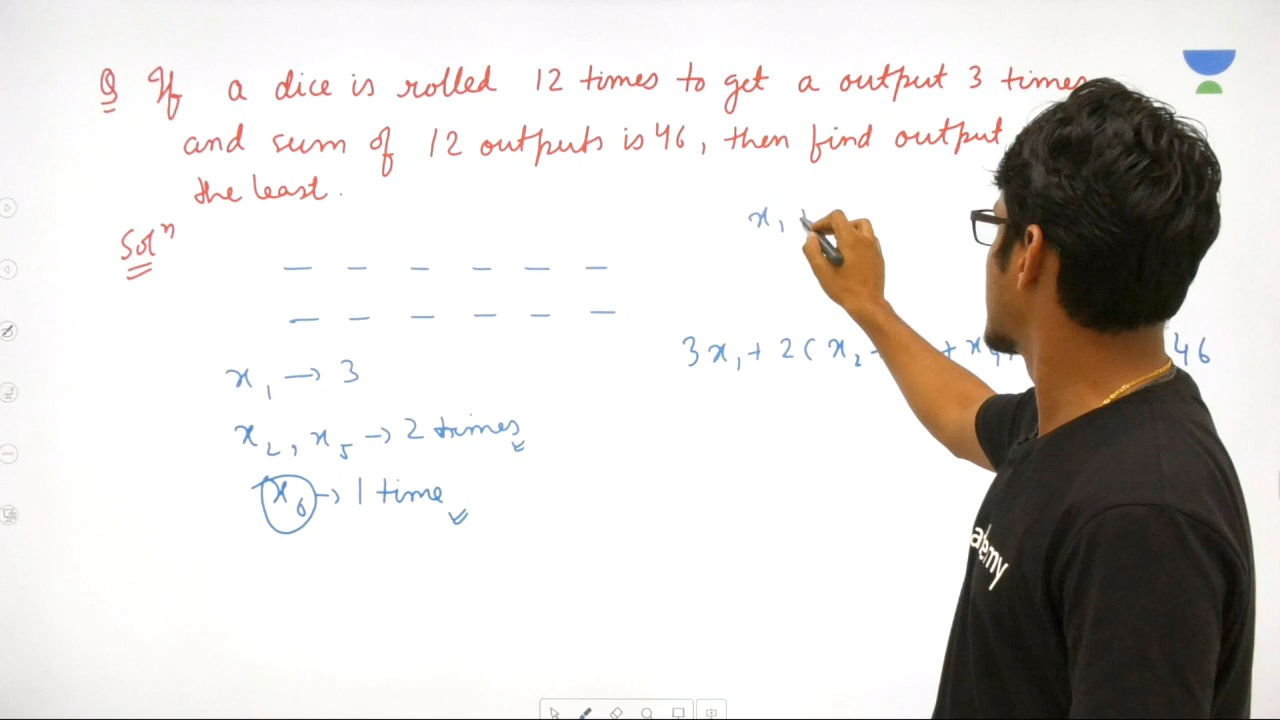 Q If a dice is rolled 12 times to get a output 3 times
and sum of 12 outputs is 46, then find output
the least.
Solⁿ
x₁
x₁ → 3
3x₁ + 2(x₂ + x₄ 46
x₂, x₅ → 2 times
x₆ → 1 time
ademy